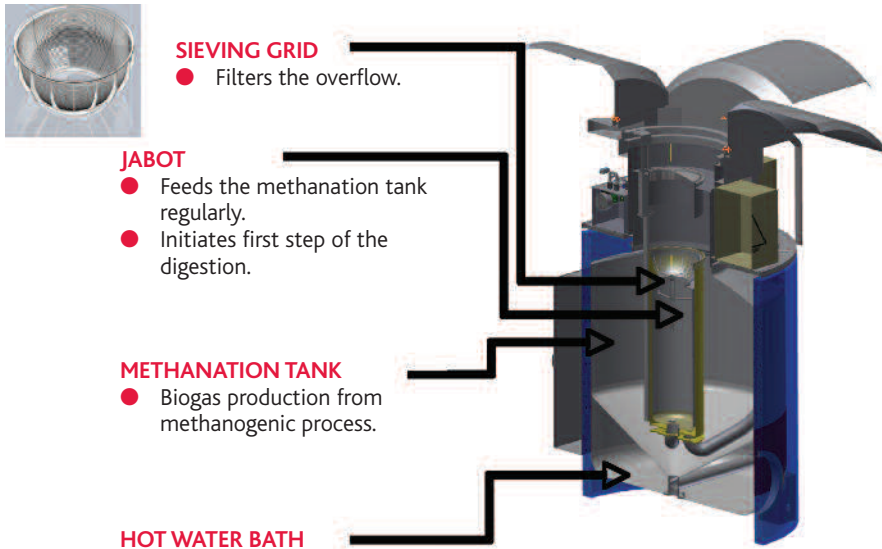 SIEVING GRID
● Filters the overflow.
JABOT
● Feeds the methanation tank
regularly.
● Initiates first step of the
digestion.
METHANATION TANK
● Biogas production from
methanogenic process.
HOT WATER BATH